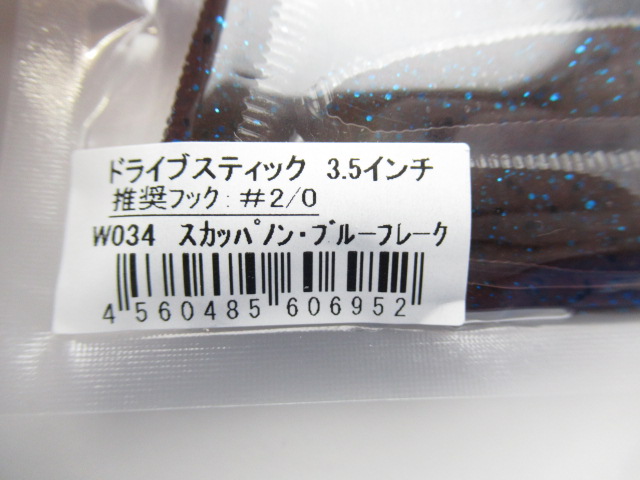 ドライブスティック 3.5インチ
推奨フック:#2/0
W034 スカッパノン・ブルーフレーク
4 560485 606952